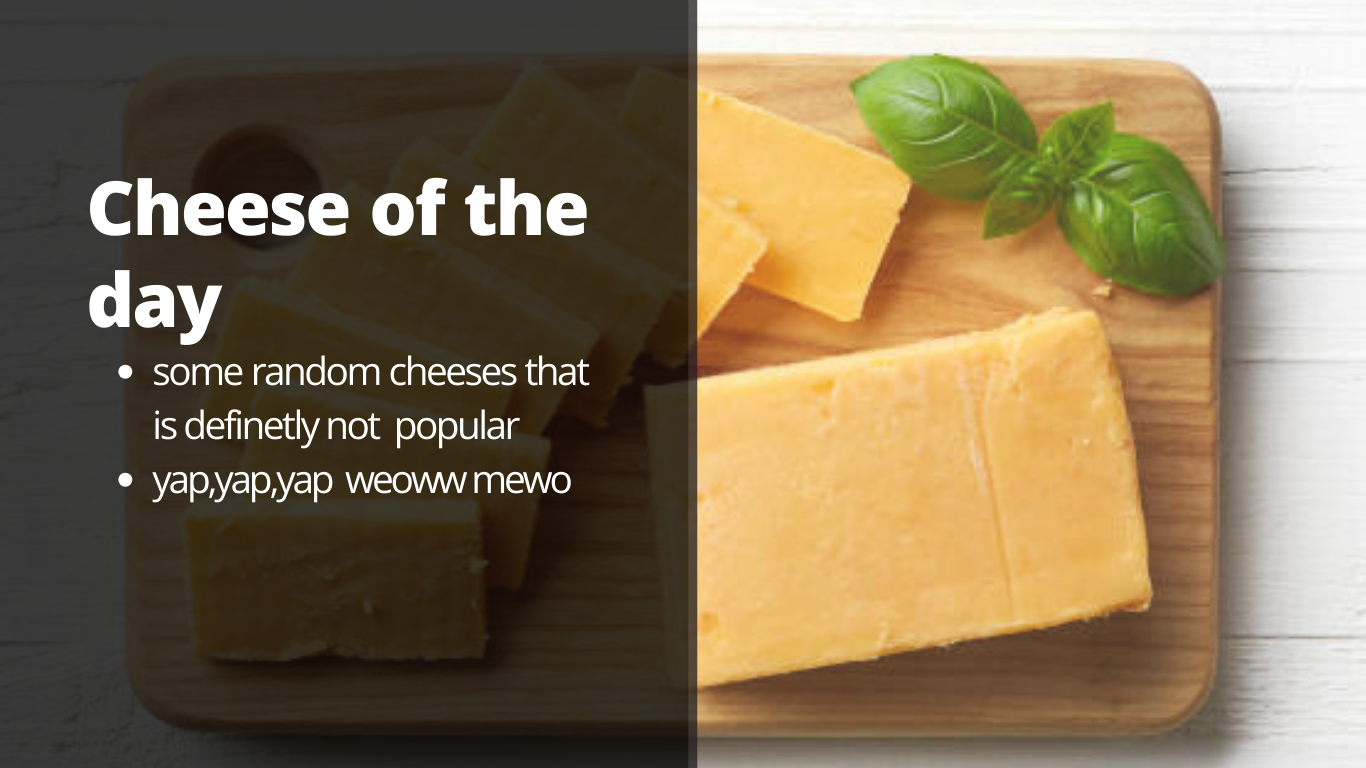 Cheese of the
day
• some random cheeses that
is definetly not  popular
• yap,yap,yap  weoww mewo